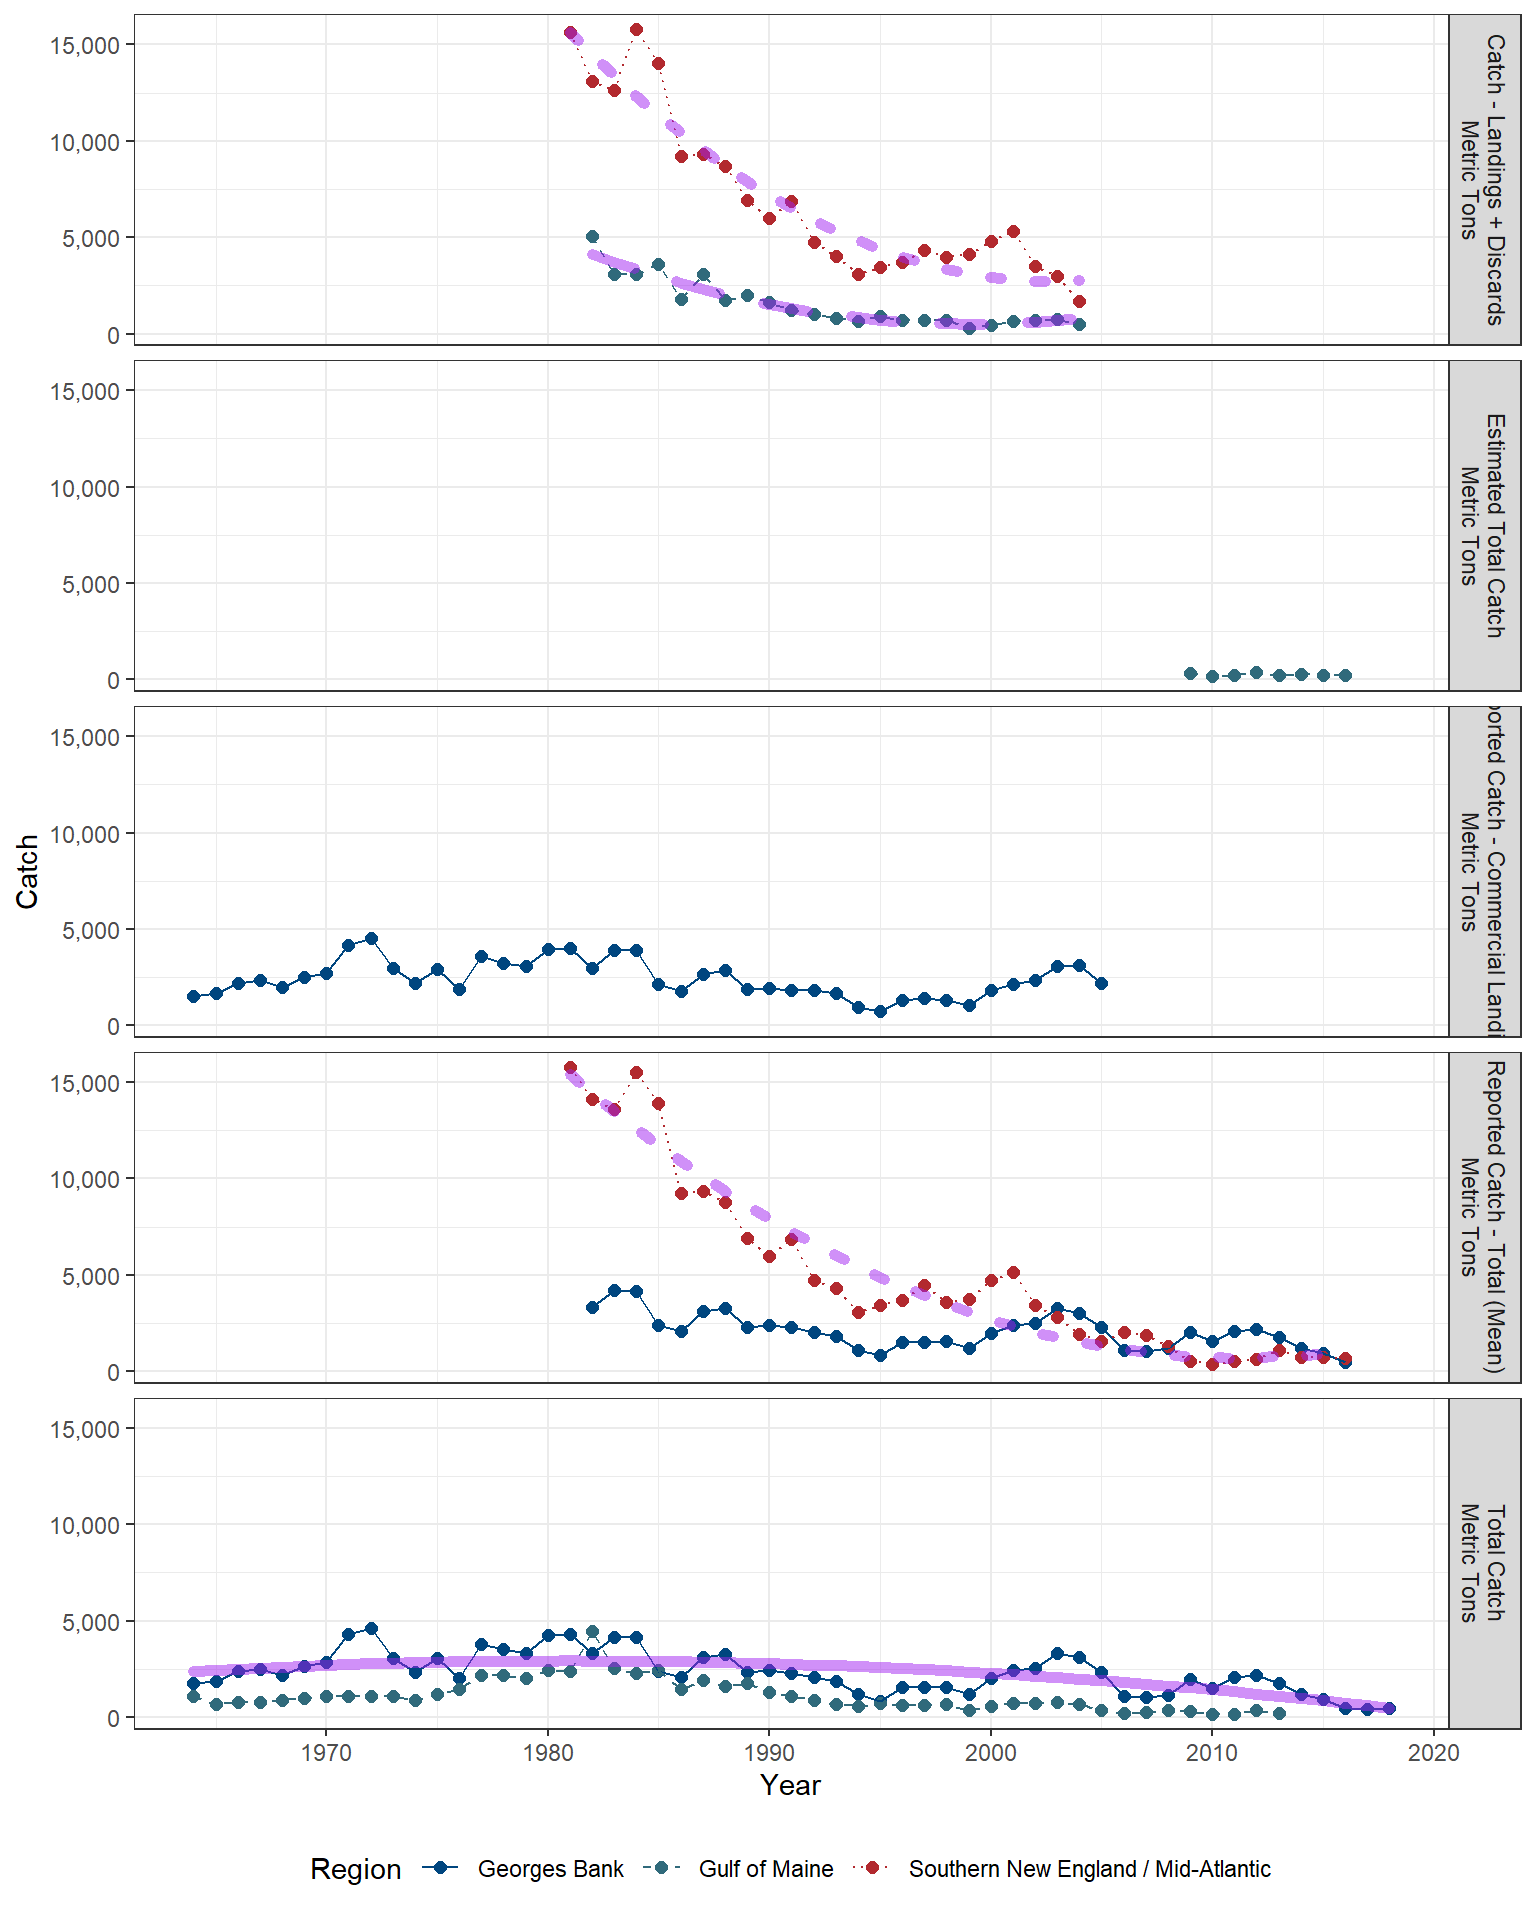 15,000
10,000
5,000
0
Catch - Landings + Discards
Metric Tons
15,000
10,000
5,000
0
Estimated Total Catch
Metric Tons
Catch
15,000
10,000
5,000
0
orted Catch - Commercial Landi
Metric Tons
15,000
10,000
5,000
0
Reported Catch - Total (Mean)
Metric Tons
15,000
10,000
5,000
0
Total Catch
Metric Tons
1970 1980 1990 2000 2010 2020
Year
Region Georges Bank Gulf of Maine Southern New England / Mid-Atlantic